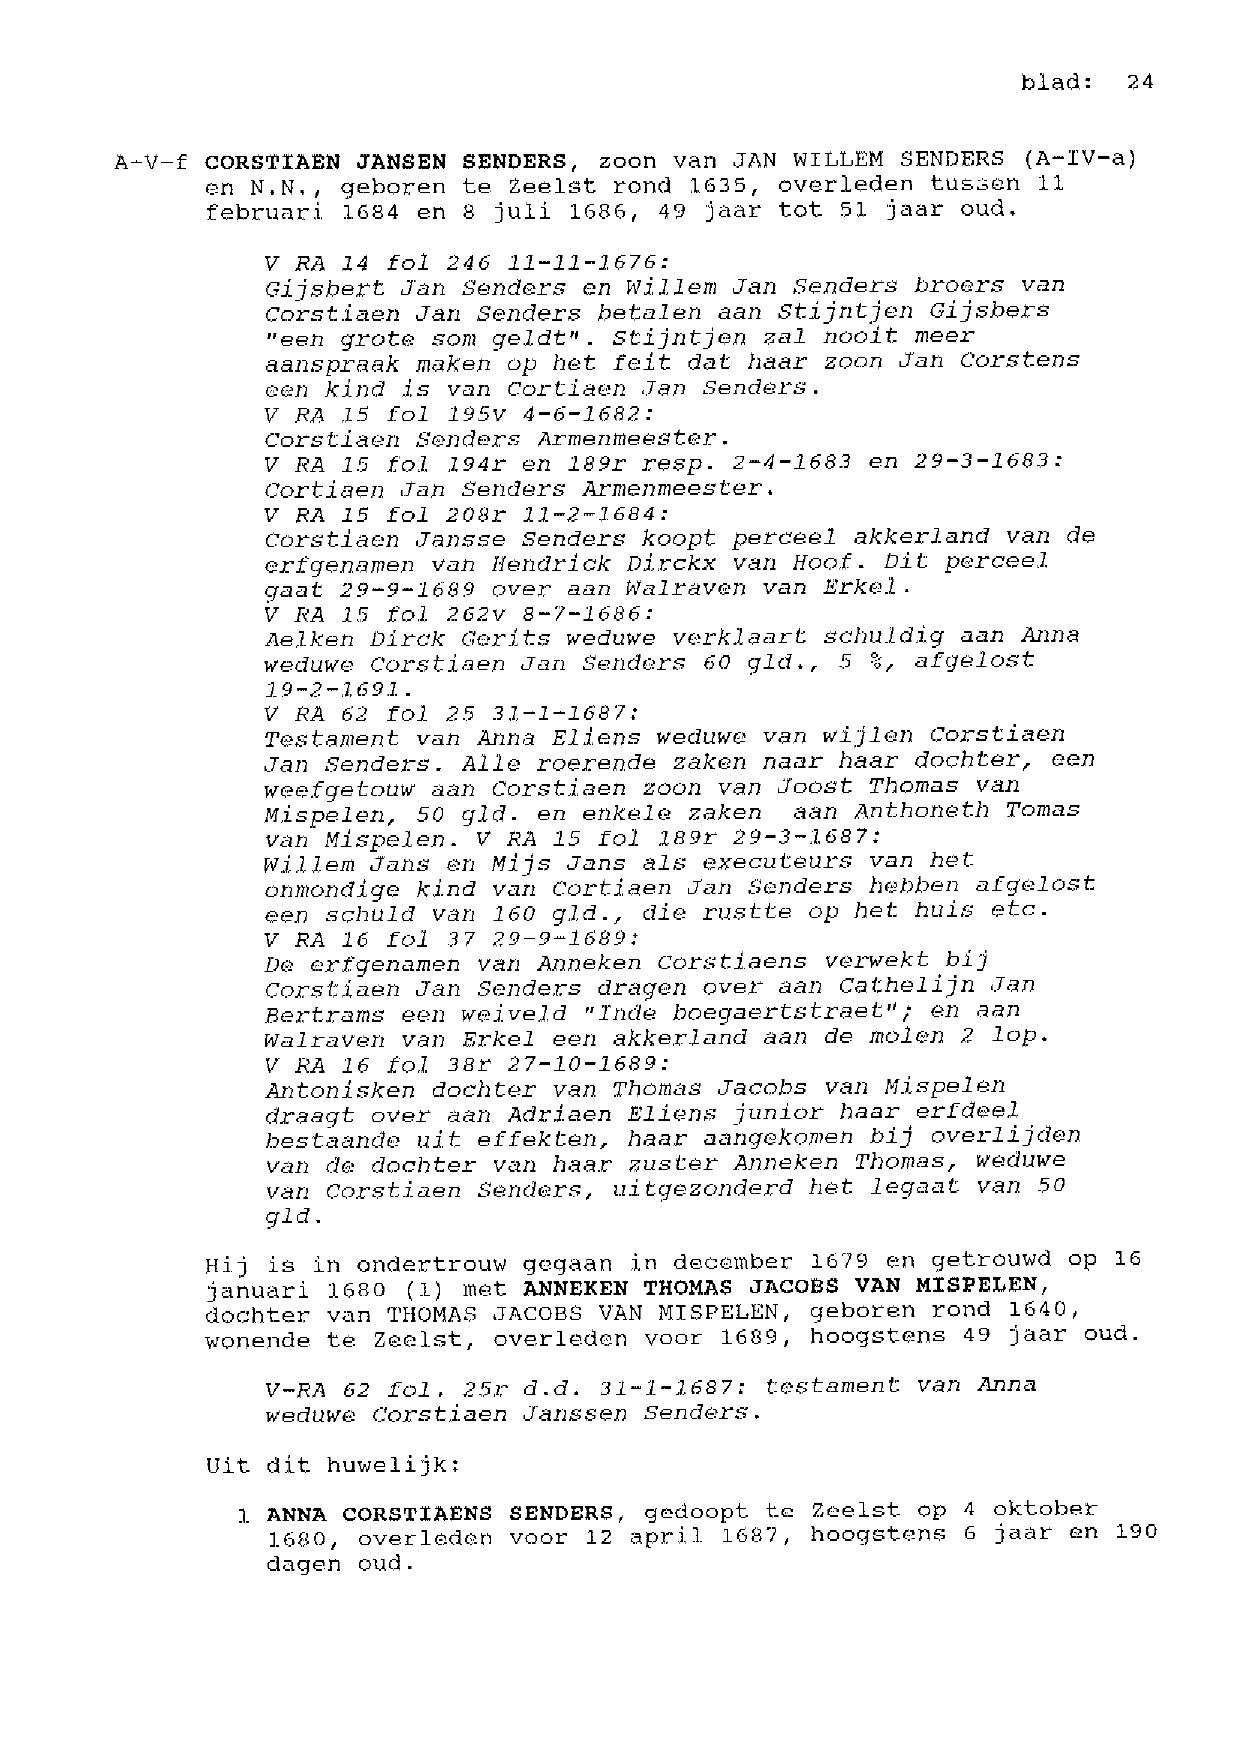 blad: 24
A-V-f CORSTIAEN JANSEN SENDERS, zoon van JAN WILLEM SENDERS (A-IV-a)
en N.N., geboren te Zeelst rond 1635, overleden tussen 11
februari 1684 en 8 juli 1686, 49 jaar tot 51 jaar oud.
V RA 14 fol 246 11-11-1676:
Gijsbert Jan Senders en Willem Jan Senders broers van
Corstiaen Jan Senders betalen aan Stijntjen Gijsbers
"een grote som geldt". Stijntjen zal nooit meer
aanspraak maken op het feit dat haar zoon Jan Corstens
een kind is van Cortiaen Jan Senders.
V RA 15 fol 195v 4-6-1682:
Corstiaen Senders Armenmeester.
V RA 15 fol 194r en 189r resp. 2-4-1683 en 29-3-1683:
Cortiaen Jan Senders Armenmeester.
V RA 15 fol 208r 11-2-1684:
Corstiaen Jansse Senders koopt perceel akkerland van de
erfgenamen van Hendrick Dirckx van Hoof. Dit perceel
gaat 29-9-1689 over aan Walraven van Erkel.
V RA 15 fol 262v 8-7-1686:
Aelken Dirck Gerits weduwe verklaart schuldig aan Anna
weduwe Corstiaen Jan Senders 60 gld., 5 %, afgelost
19-2-1691.
V RA 62 fol 25 31-1-1687:
Testament van Anna Eliens weduwe van wijlen Corstiaen
Jan Senders. Alle roerende zaken naar haar dochter, een
weefgetouw aan Corstiaen zoon van Joost Thomas van
Mispelen, 50 gld. en enkele zaken aan Anthoneth Tomas
van Mispelen. V RA 15 fol 189r 29-3-1687:
Willem Jans en Mijs Jans als executeurs van het
onmondige kind van Cortiaen Jan Senders hebben afgelost
een schuld van 160 gld., die rustte op het huis etc.
V RA 16 fol 37 29-9-1689:
De erfgenamen van Anneken Corstiaens verwekt bij
Corstiaen Jan Senders dragen over aan Cathelijn Jan
Bertrams een weiveld "Inde boegaertstraet"; en aan
Walraven van Erkel een akkerland aan de molen 2 lop.
V RA 16 fol 38r 27-10-1689:
Antonisken dochter van Thomas Jacobs van Mispelen
draagt over aan Adriaen Eliens junior haar erfdeel
bestaande uit effekten, haar aangekomen bij overlijden
van de dochter van haar zuster Anneken Thomas, weduwe
van Corstiaen Senders, uitgezonderd het legaat van 50
gld.
Hij is in ondertrouw gegaan in december 1679 en getrouwd op 16
januari 1680 (1) met ANNEKEN THOMAS JACOBS VAN MISPELEN,
dochter van THOMAS JACOBS VAN MISPELEN, geboren rond 1640,
wonende te Zeelst, overleden voor 1689, hoogstens 49 jaar oud.
V-RA 62 fol. 25r d.d. 31-1-1687: testament van Anna
weduwe Corstiaen Janssen Senders.
Uit dit huwelijk:
1 ANNA CORSTIAENS SENDERS, gedoopt te Zeelst op 4 oktober
1680, overleden voor 12 april 1687, hoogstens 6 jaar en 190
dagen oud.